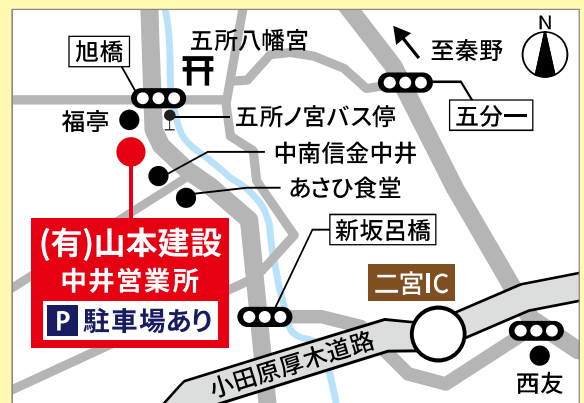 五所八幡宮
旭橋
至秦野
N
福亭
五所ノ宮バス停
五分一
中南信金中井
あさひ食堂
(有)山本建設
中井営業所
P 駐車場あり
新坂呂橋
二宮IC
小田原厚木道路
西友